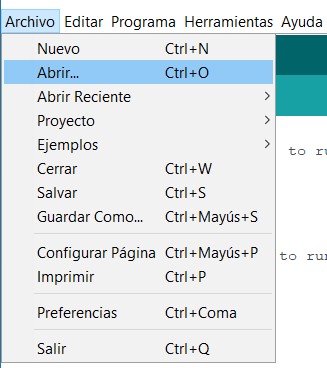 Archivo Editar Programa Herramientas Ayuda
Nuevo Ctrl+N
Abrir... Ctrl+O
Abrir Reciente
Proyecto
Ejemplos
to ru
Cerrar Ctrl+W
Salvar Ctrl+S
Guardar Como... Ctrl+Mayús+S
Configurar Página Ctrl+Mayús+P
to run
Imprimir Ctrl+P
Preferencias Ctrl+Coma
Salir Ctrl+Q